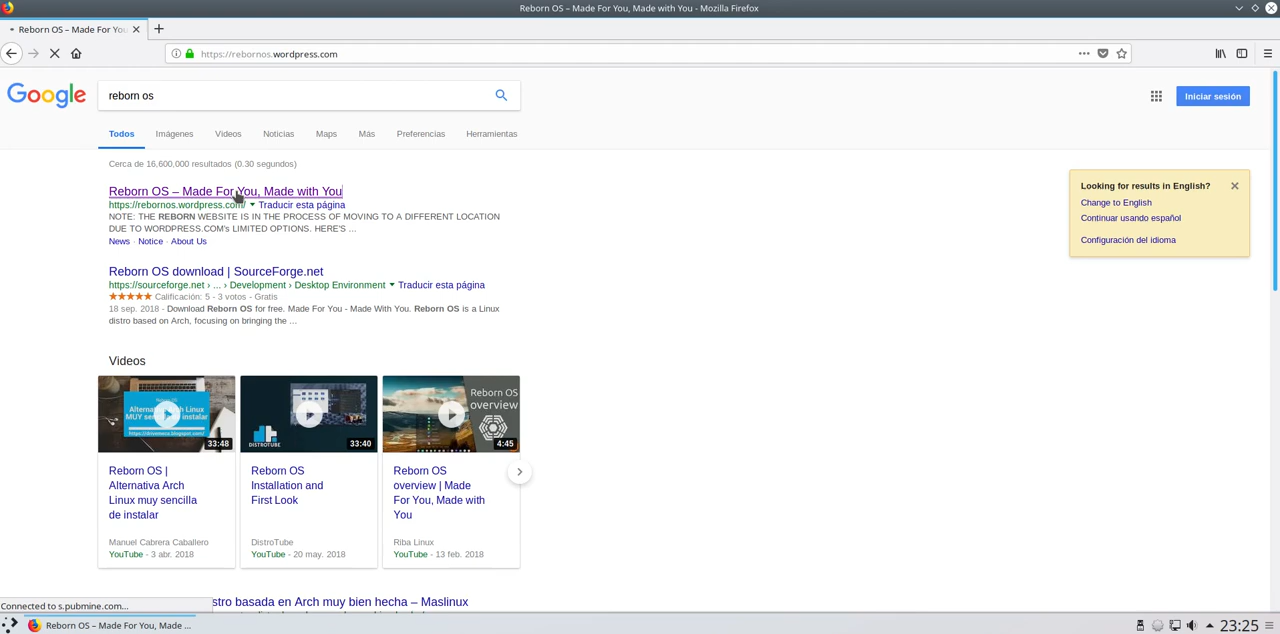 Reborn OS – Made For You, Made with You - Mozilla Firefox
Reborn OS – Made For You
https://rebornos.wordpress.com
Google
reborn os
Iniciar sesión
Todos Imágenes Videos Noticias Maps Más Preferencias Herramientas
Cerca de 16,600,000 resultados (0.30 segundos)
Reborn OS – Made For You, Made with You
https://rebornos.wordpress.com/ Traducir esta página
NOTE: THE REBORN WEBSITE IS IN THE PROCESS OF MOVING TO A DIFFERENT LOCATION
DUE TO WORDPRESS.COM's LIMITED OPTIONS. HERE'S ...
News · Notice · About Us
Looking for results in English?
Change to English
Continuar usando español
Configuración del idioma
Reborn OS download | SourceForge.net
https://sourceforge.net › ... › Development › Desktop Environment Traducir esta página
Calificación: 5 - 3 votos - Gratis
18 sep. 2018 - Download Reborn OS for free. Made For You - Made With You. Reborn OS is a Linux
distro based on Arch, focusing on bringing the ...
Videos
Reborn OS
Alternativa Arch Linux
MUY sencilla de instalar
33:48
DISTROTUBE
33:40
Reborn OS
overview
4:45
Reborn OS |
Alternativa Arch
Linux muy sencilla
de instalar
Manuel Cabrera Caballero
YouTube - 3 abr. 2018
Reborn OS
Installation and
First Look
DistroTube
YouTube - 20 may. 2018
Reborn OS
overview | Made
For You, Made with
You
Riba Linux
YouTube - 13 feb. 2018
Connected to s.pubmine.com...
stro basada en Arch muy bien hecha – Maslinux
Reborn OS – Made For You, Made ...
23:25